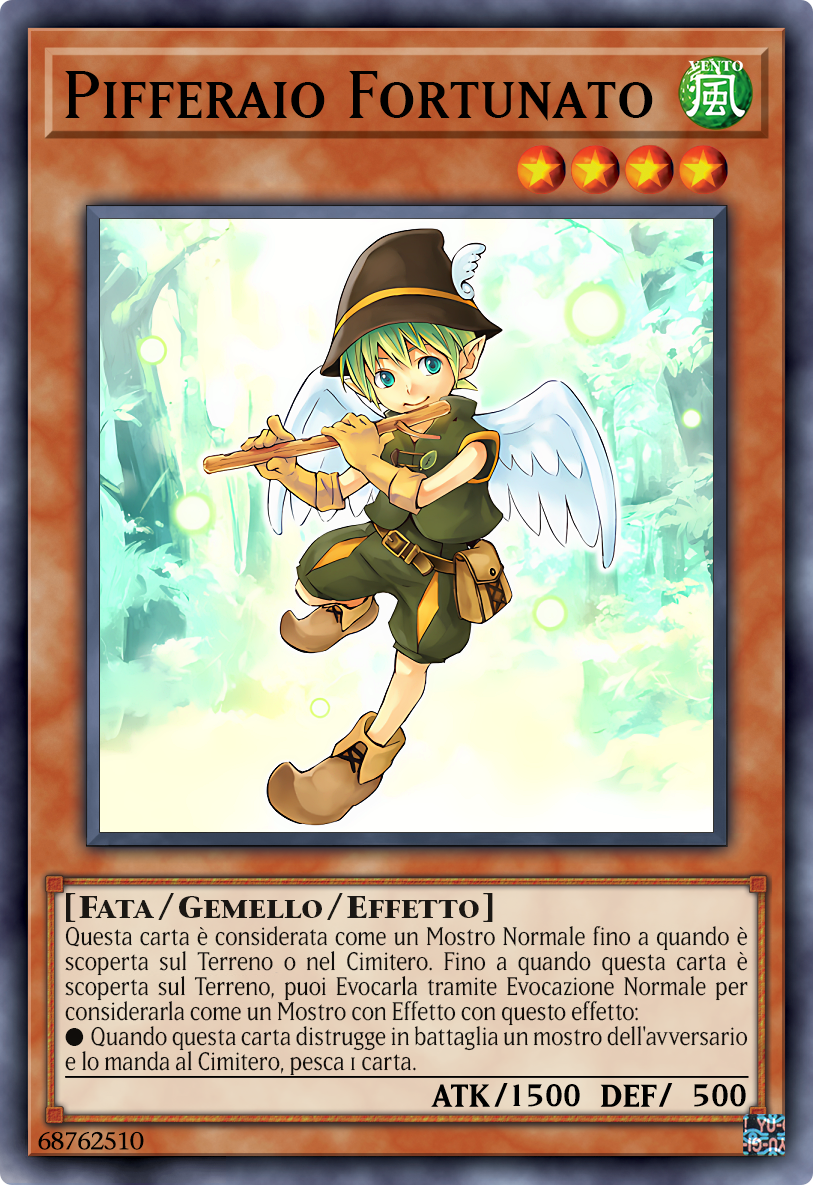 Pifferaio Fortunato
VENTO
風
[Fata/Gemello/Effetto]
Questa carta è considerata come un Mostro Normale fino a quando è
scoperta sul Terreno o nel Cimitero. Fino a quando questa carta è
scoperta sul Terreno, puoi Evocarla tramite Evocazione Normale per
considerarla come un Mostro con Effetto con questo effetto:
● Quando questa carta distrugge in battaglia un mostro dell'avversario
e lo manda al Cimitero, pesca 1 carta.
ATK/1500 DEF/ 500
68762510